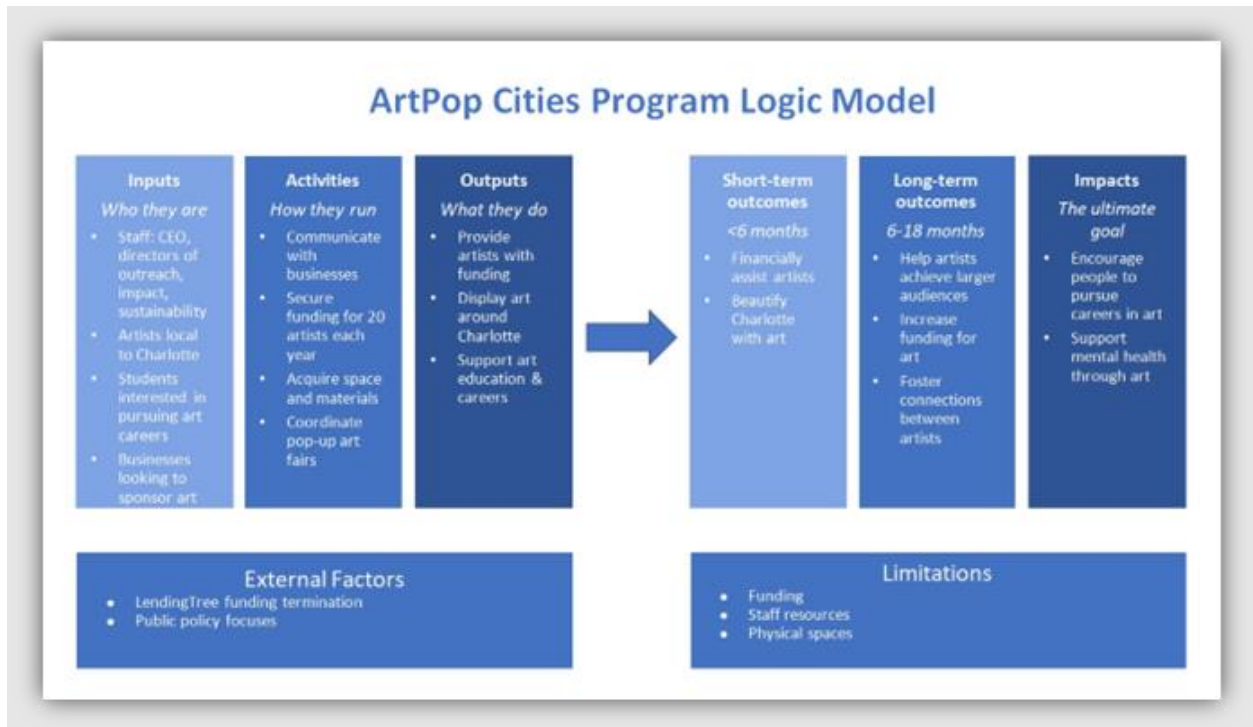 ArtPop Cities Program Logic Model
Inputs
Who they are
• Staff: CEO,
directors of
outreach,
impact,
sustainability
• Artists local
to Charlotte
• Students
interested in
pursuing art
careers
• Businesses
looking to
sponsor art
Activities
How they run
• Communicate
with
businesses
• Secure
funding for 20
artists each
year
• Acquire space
and materials
• Coordinate
pop-up art
fairs
Outputs
What they do
• Provide
artists with
funding
• Display art
around
Charlotte
• Support art
education &
careers
Short-term
outcomes
<6 months
• Financially
assist artists
• Beautify
Charlotte
with art
Long-term
outcomes
6-18 months
• Help artists
achieve larger
audiences
• Increase
funding for
art
• Foster
connections
between
artists
Impacts
The ultimate
goal
• Encourage
people to
pursue
careers in art
• Support
mental health
through art
External Factors
● LendingTree funding termination
● Public policy focuses
Limitations
● Funding
● Staff resources
● Physical spaces